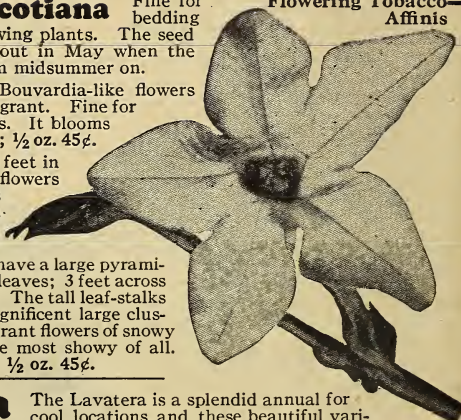 cotiana
Fine for
bedding
Flowering Tobacco—
Affinis
wing plants. The seed
out in May when the
n midsummer on.
Bouvardia-like flowers
grant. Fine for
s. It blooms
; ½ oz. 45¢.
feet in
flowers
have a large pyrami-
leaves; 3 feet across
The tall leaf-stalks
gnificent large clus-
rant flowers of snowy
e most showy of all.
½ oz. 45¢.
The Lavatera is a splendid annual for
cool locations and these beautiful vari-